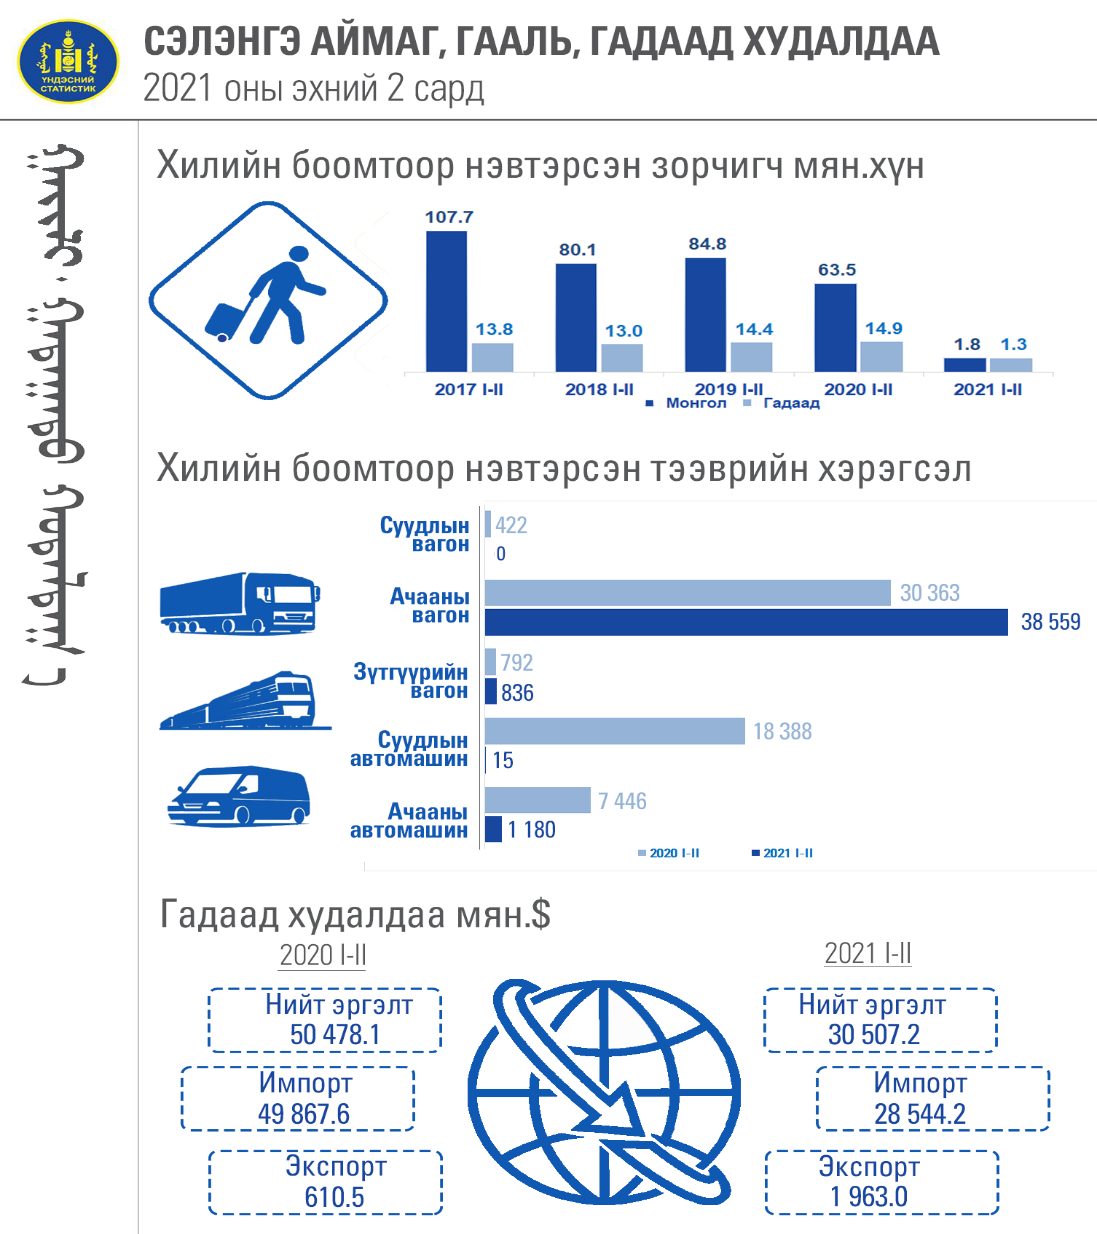 СЭЛЭНГЭ АЙМАГ, ГААЛЬ, ГАДААД ХУДАЛДАА
2021 оны эхний 2 сард
ҮНДЭСНИЙ
СТАТИСТИК
Хилийн боомтоор нэвтэрсэн зорчигч мян.хүн
107.7
80.1
84.8
63.5
13.8
13.0
14.4
14.9
1.8
1.3
2017 I-II
2018 I-II
2019 I-II
2020 I-II
2021 I-II
Монгол
Гадаад
Хилийн боомтоор нэвтэрсэн тээврийн хэрэгсэл
Суудлын
вагон
422
0
Ачааны
вагон
30 363
38 559
Зүтгүүрийн
вагон
792
836
Суудлын
автомашин
18 388
15
Ачааны
автомашин
7 446
1 180
2020 I-II
2021 I-II
Гадаад худалдаа мян.$
2020 I-II
Нийт эргэлт
50 478.1
Импорт
49 867.6
Экспорт
610.5
2021 I-II
Нийт эргэлт
30 507.2
Импорт
28 544.2
Экспорт
1 963.0